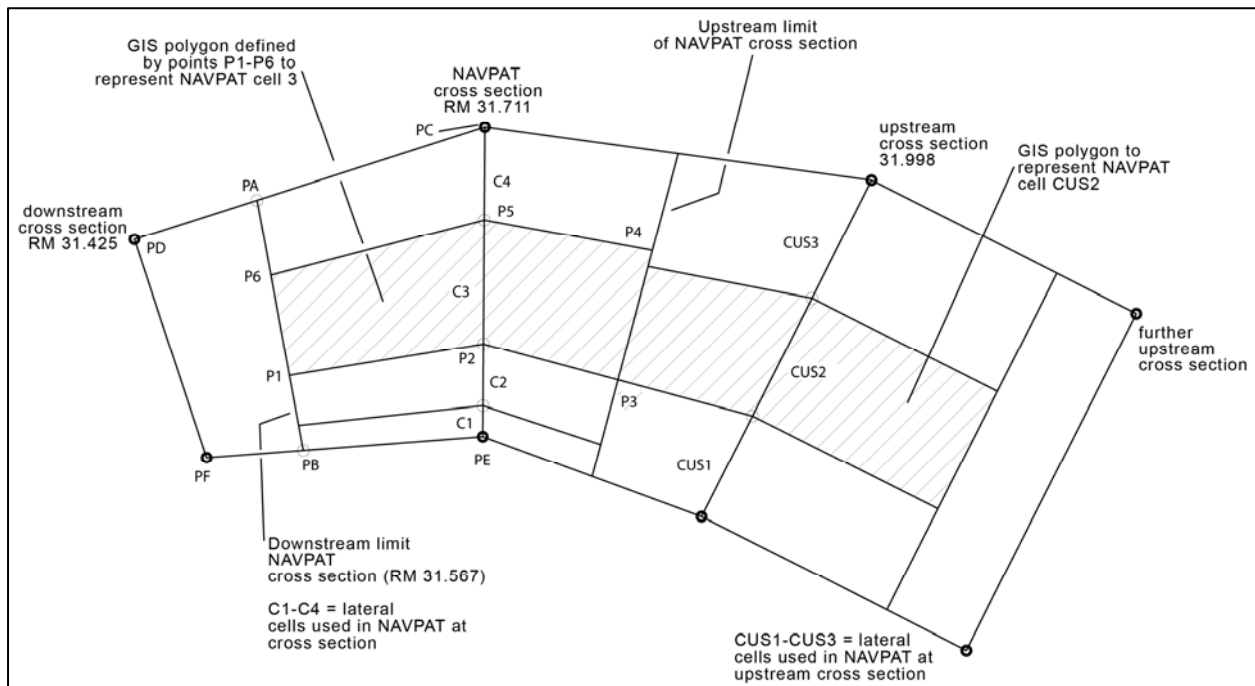 GIS polygon defined
by points P1-P6 to
represent NAVPAT cell 3
Upstream limit
of NAVPAT cross section
NAVPAT
cross section
RM 31.711
PC
upstream
cross section
31.998
GIS polygon to
represent NAVPAT
cell CUS2
PA
C4
downstream
cross section
RM 31.425
PD
P5
P4
CUS3
P6
C3
further
upstream
cross section
P1
P2
CUS2
C2
P3
C1
PF
PB
PE
CUS1
Downstream limit
NAVPAT
cross section (RM 31.567)
C1-C4 = lateral
cells used in NAVPAT at
cross section
CUS1-CUS3 = lateral
cells used in NAVPAT at
upstream cross section